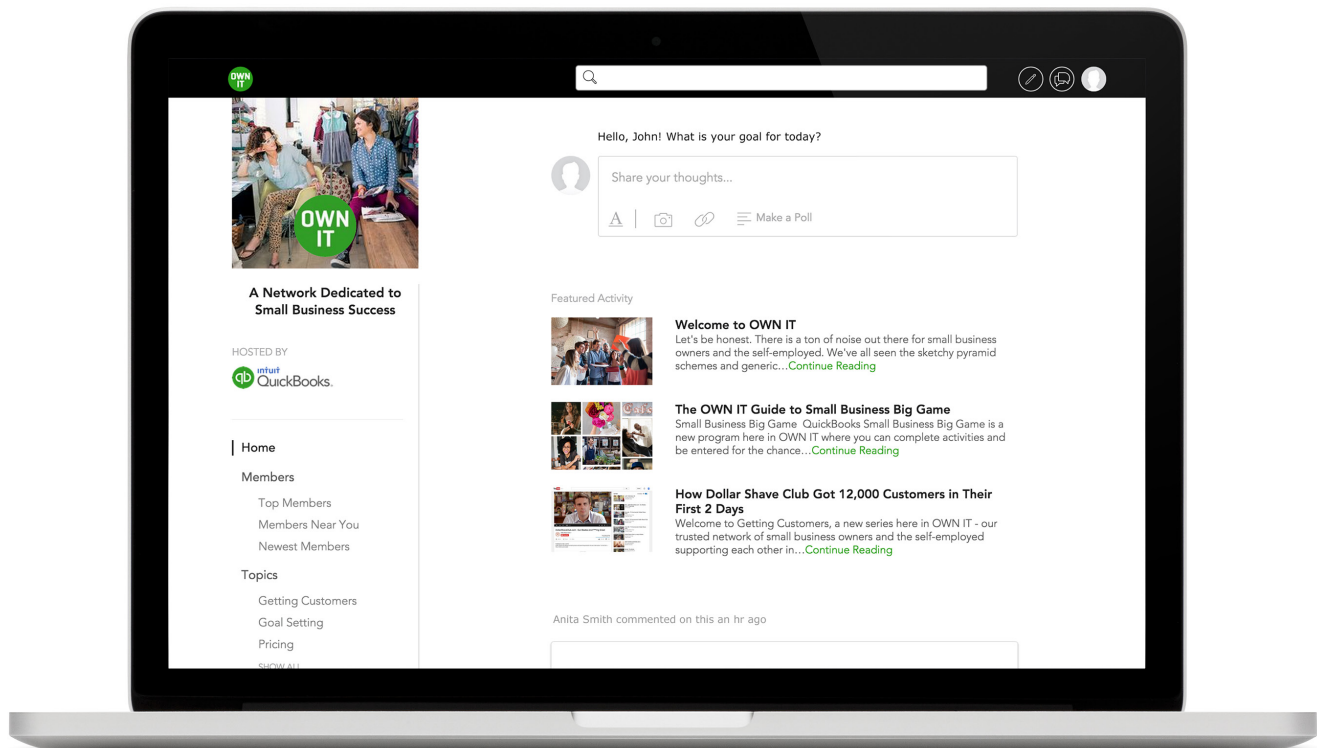 OWN
IT
Hello, John! What is your goal for today?
Share your thoughts...
A
Make a Poll
OWN
IT
A Network Dedicated to
Small Business Success
HOSTED BY
qb
intuit
QuickBooks.
Home
Members
Top Members
Members Near You
Newest Members
Topics
Getting Customers
Goal Setting
Pricing
SHOW ALL
Featured Activity
Welcome to OWN IT
Let's be honest. There is a ton of noise out there for small business
owners and the self-employed. We've all seen the sketchy pyramid
schemes and generic...Continue Reading
The OWN IT Guide to Small Business Big Game
Small Business Big Game  QuickBooks Small Business Big Game is a
new program here in OWN IT where you can complete activities and
be entered for the chance...Continue Reading
How Dollar Shave Club Got 12,000 Customers in Their
First 2 Days
Welcome to Getting Customers, a new series here in OWN IT - our
trusted network of small business owners and the self-employed
supporting each other in...Continue Reading
Anita Smith commented on this an hr ago